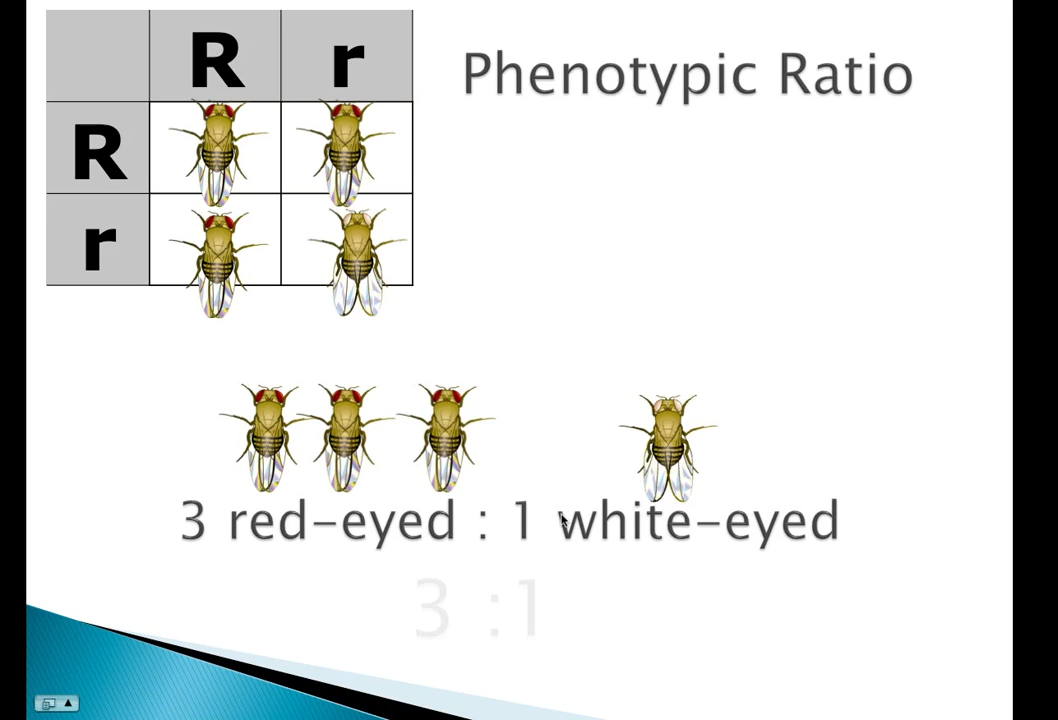 R r
Phenotypic Ratio
R
r
3 red-eyed : 1 white-eyed
3 :1